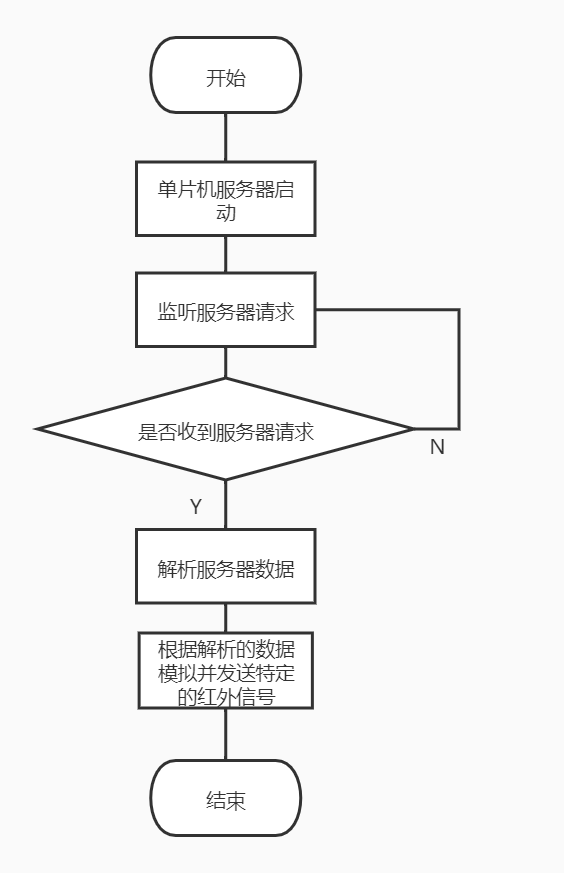 开始
单片机服务器启
动
监听服务器请求
是否收到服务器请求
N
Y
解析服务器数据
根据解析的数据
模拟并发送特定
的红外信号
结束